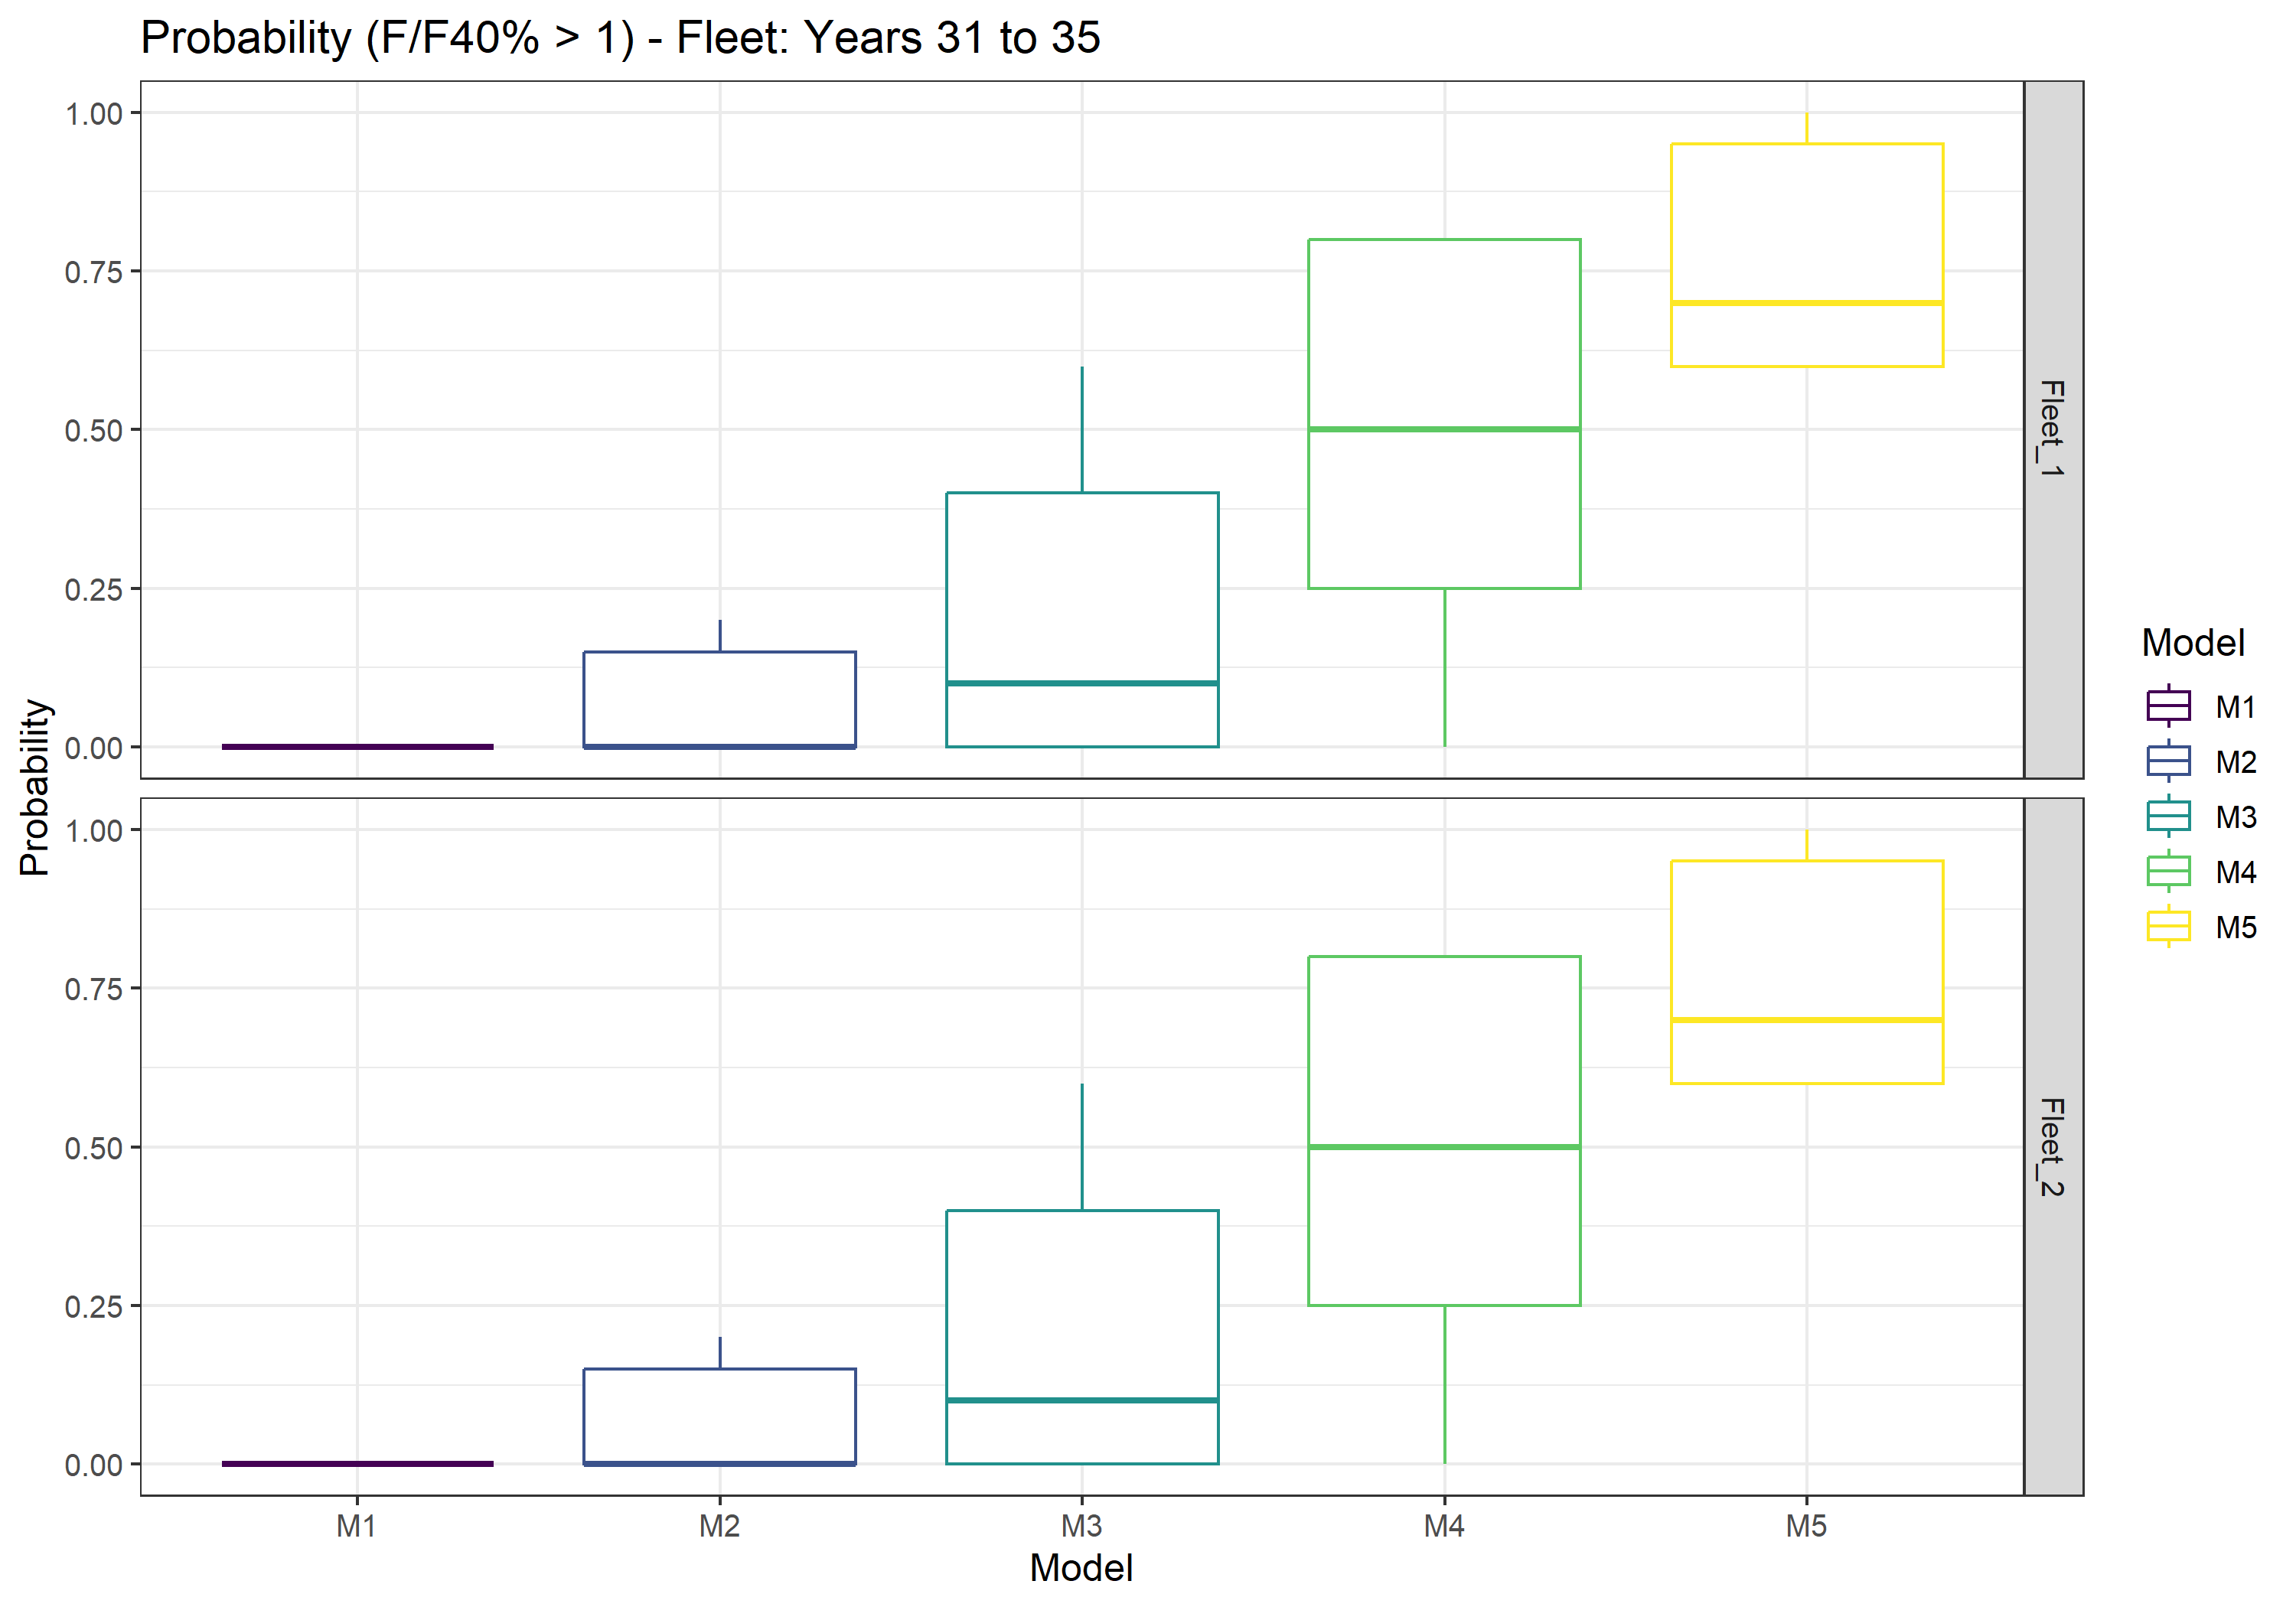 Probability (F/F40% > 1) - Fleet: Years 31 to 35
Probability
1.00
0.75
0.50
0.25
0.00
Fleet_1
1.00
0.75
0.50
0.25
0.00
Fleet_2
M1
M2
M3
M4
M5
Model
Model
M1
M2
M3
M4
M5